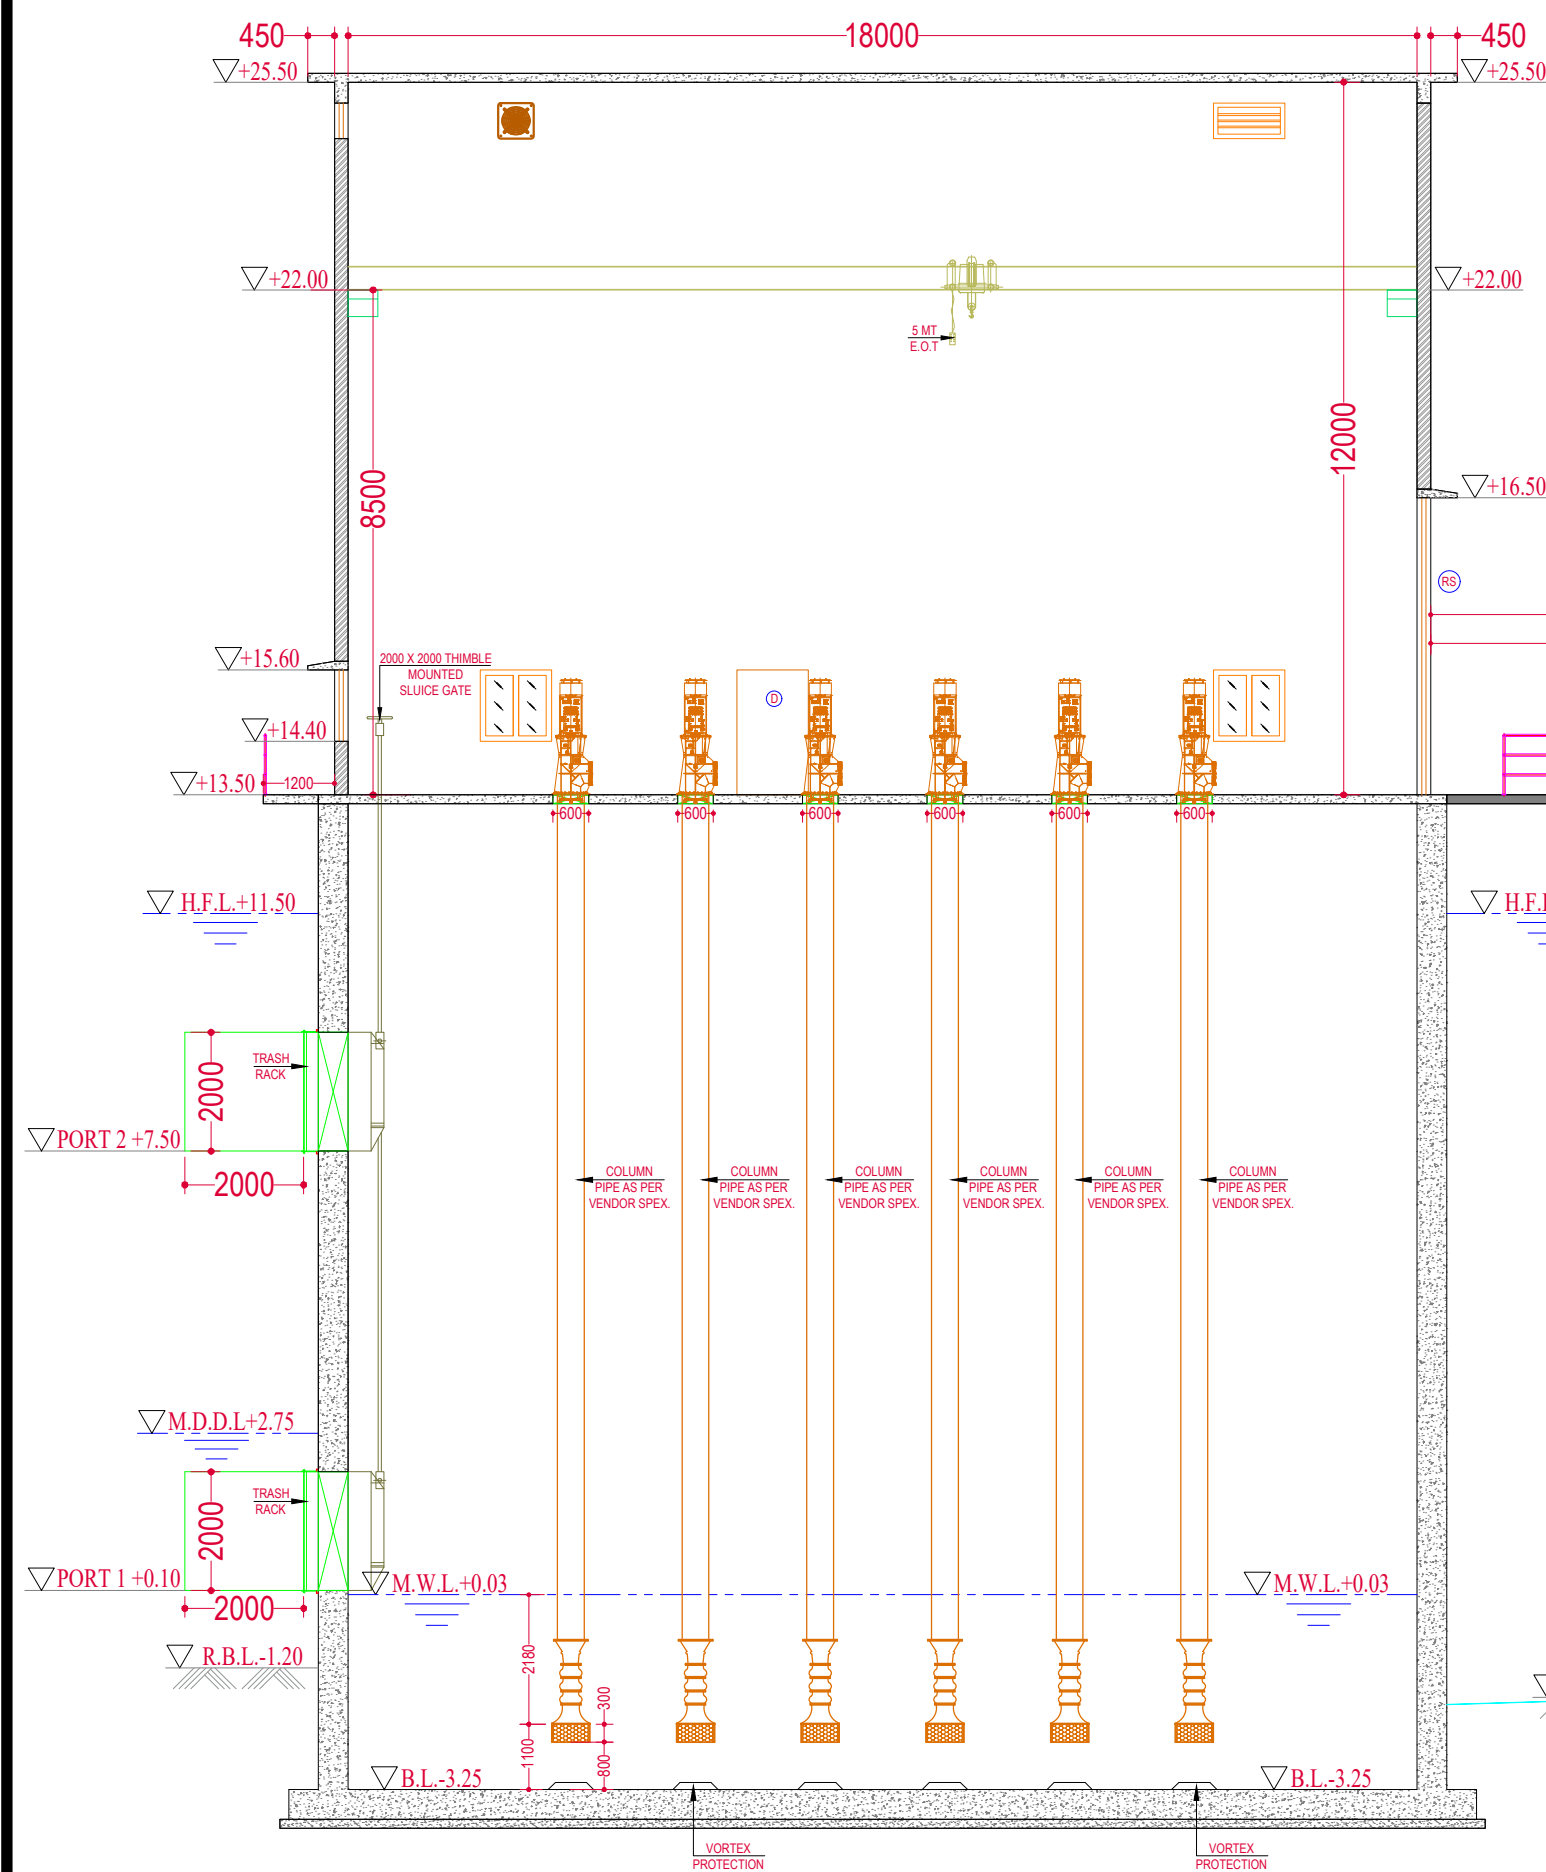 450
18000
450
+25.50
+25.50
+22.00
+22.00
5 MT
E.O.T
12000
8500
+16.50
RS
+15.60
2000 X 2000 THIMBLE
MOUNTED
SLUICE GATE
D
+14.40
+13.50
1200
600
600
600
600
600
600
H.F.L.+11.50
TRASH
RACK
2000
PORT 2 +7.50
2000
COLUMN
PIPE AS PER
VENDOR SPEX.
COLUMN
PIPE AS PER
VENDOR SPEX.
COLUMN
PIPE AS PER
VENDOR SPEX.
COLUMN
PIPE AS PER
VENDOR SPEX.
COLUMN
PIPE AS PER
VENDOR SPEX.
COLUMN
PIPE AS PER
VENDOR SPEX.
M.D.D.L+2.75
TRASH
RACK
2000
PORT 1 +0.10
2000
M.W.L.+0.03
M.W.L.+0.03
R.B.L.-1.20
2180
300
1100
800
B.L.-3.25
B.L.-3.25
VORTEX
PROTECTION
VORTEX
PROTECTION